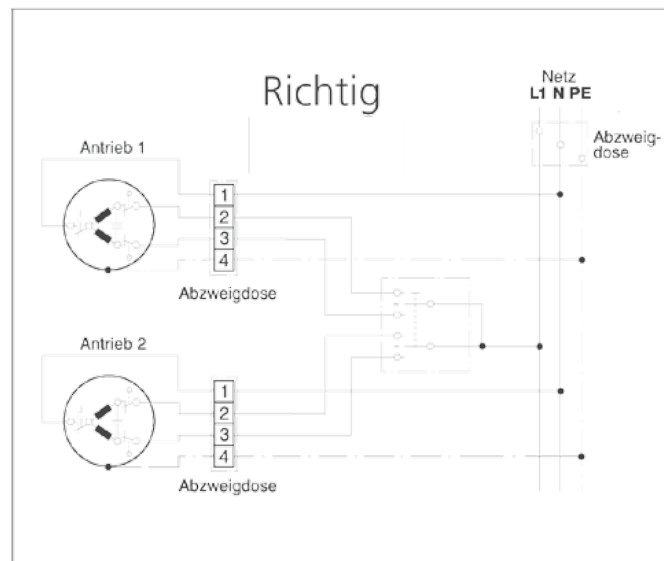 Richtig
Netz
L1 N PE
Abzweig-
dose
Antrieb 1
1
2
3
4
Abzweigdose
Antrieb 2
1
2
3
4
Abzweigdose